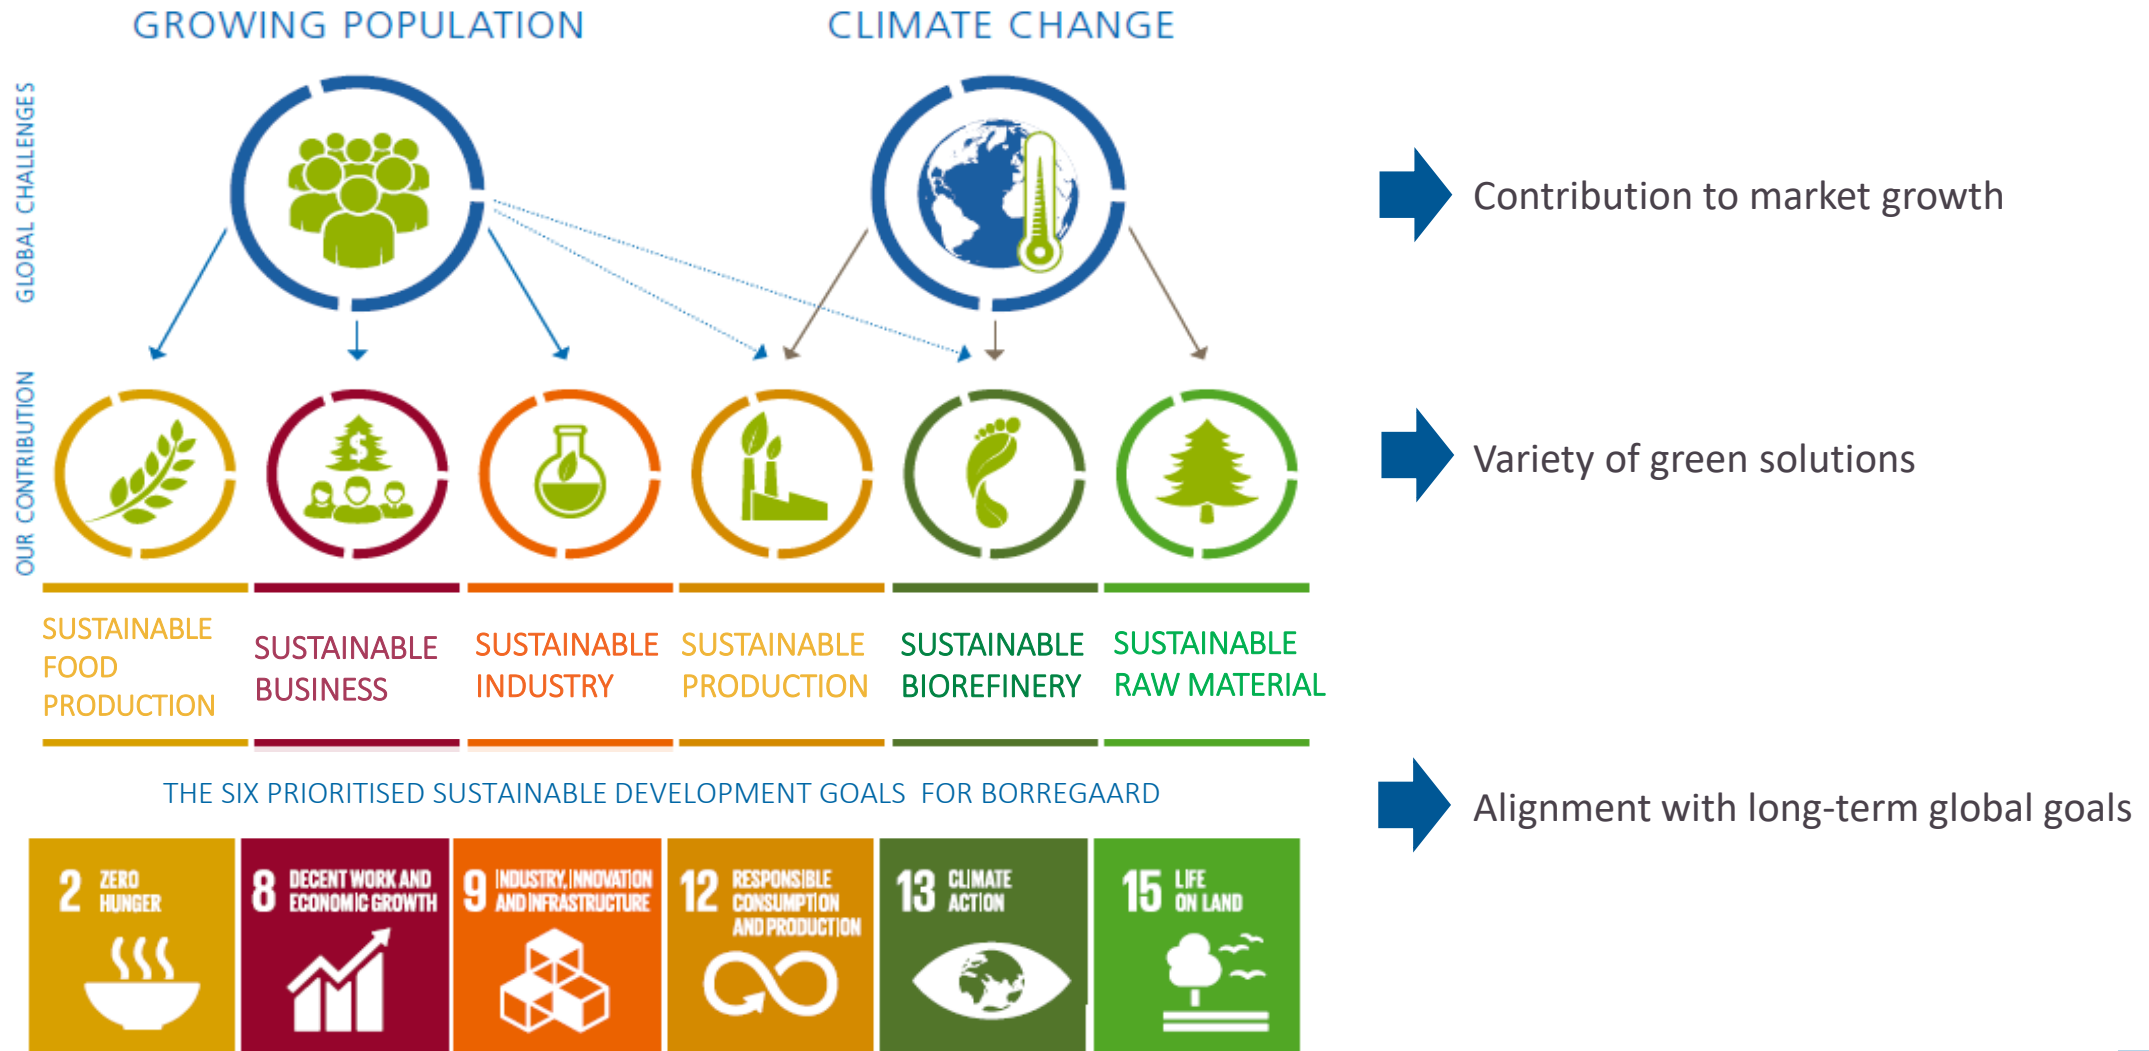 GROWING POPULATION
CLIMATE CHANGE
GLOBAL CHALLENGES
Contribution to market growth
OUR CONTRIBUTION
$
Variety of green solutions
SUSTAINABLE
FOOD
PRODUCTION
SUSTAINABLE
BUSINESS
SUSTAINABLE
INDUSTRY
SUSTAINABLE
PRODUCTION
SUSTAINABLE
BIOREFINERY
SUSTAINABLE
RAW MATERIAL
THE SIX PRIORITISED SUSTAINABLE DEVELOPMENT GOALS FOR BORREGAARD
Alignment with long-term global goals
2 ZERO
HUNGER
8 DECENT WORK AND
ECONOMIC GROWTH
9 INDUSTRY, INNOVATION
AND INFRASTRUCTURE
12 RESPONSIBLE
CONSUMPTION
AND PRODUCTION
13 CLIMATE
ACTION
15 LIFE
ON LAND